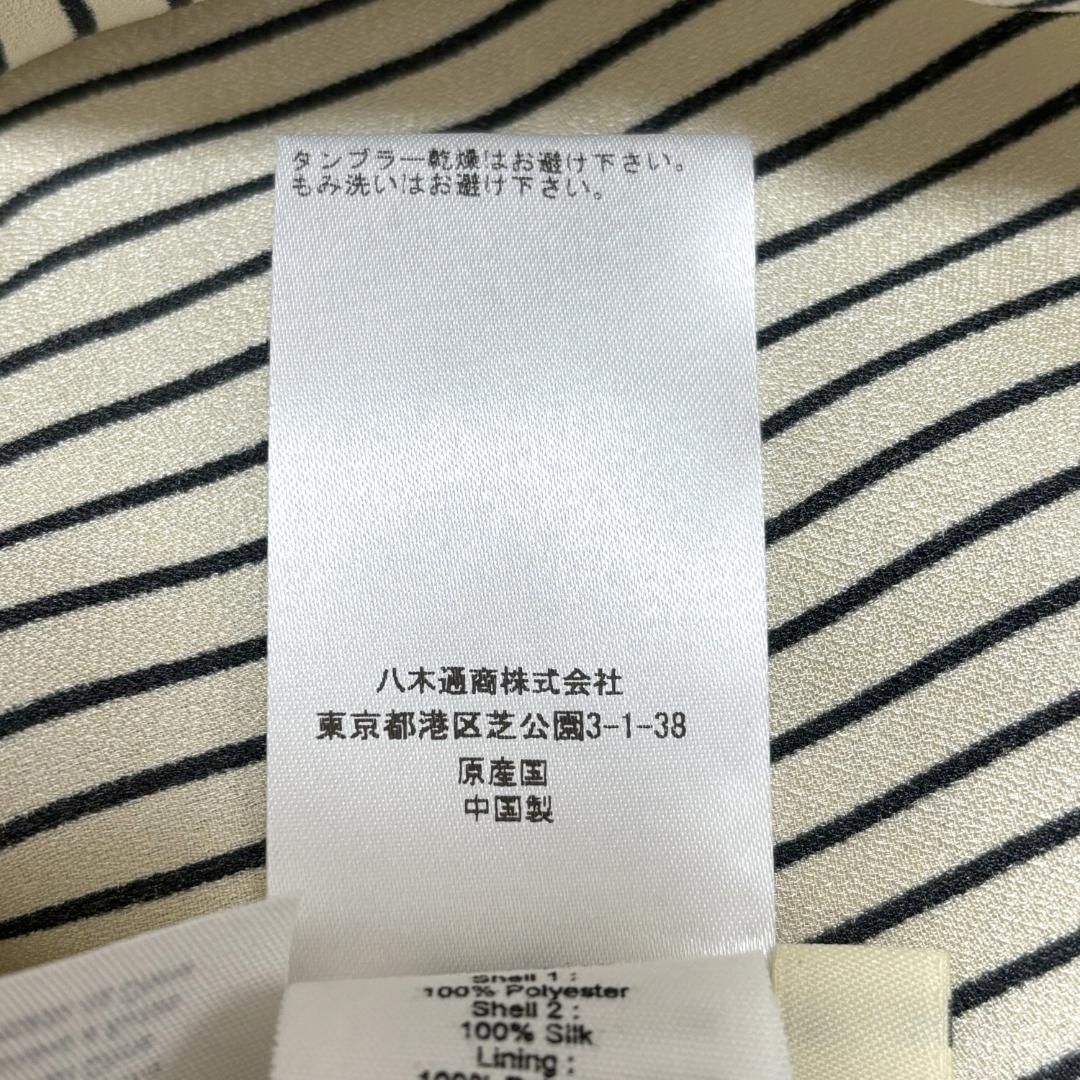 タンブラー乾燥はお避け下さい。
もみ洗いはお避け下さい。
八木通商株式会社
東京都港区芝公園3-1-38
原産国
中国製
Shell 1 :
100% Polyester
Shell 2 :
100% Silk
Lining :
100%